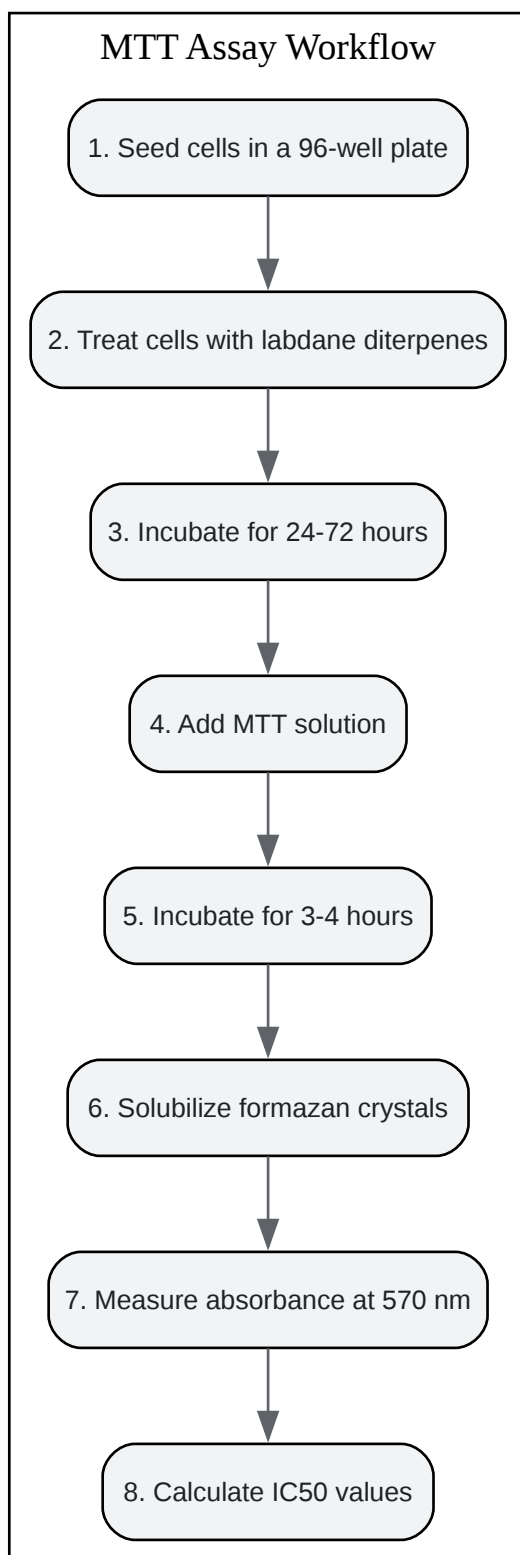 MTT Assay Workflow
1. Seed cells in a 96-well plate
2. Treat cells with labdane diterpenes
3. Incubate for 24-72 hours
4. Add MTT solution
5. Incubate for 3-4 hours
6. Solubilize formazan crystals
7. Measure absorbance at 570 nm
8. Calculate IC50 values